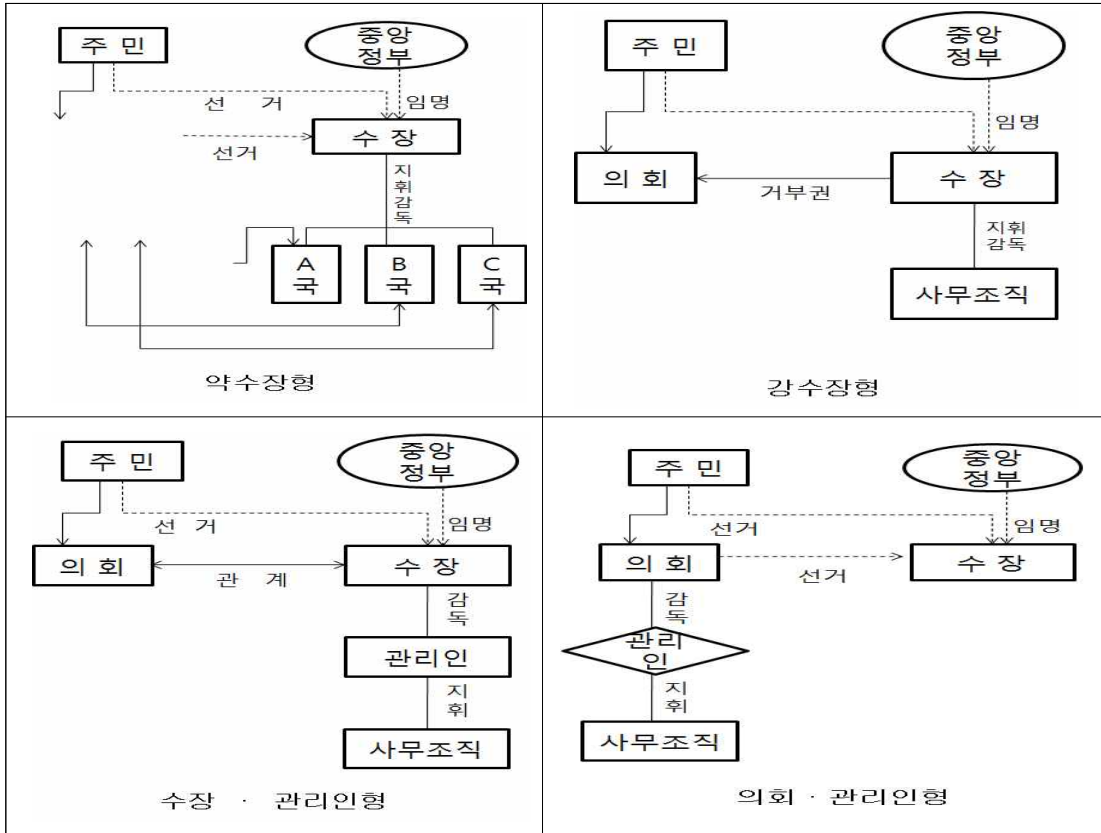 주 민
중앙
정부
선 거
임명
선거
수 장
지
휘
감
독
A
국
B
국
C
국
약수장형
주 민
중앙
정부
임명
의 회
거부권
수 장
지휘
감독
사무조직
강수장형
주 민
중앙
정부
선 거
임명
의 회
관 계
수 장
감
독
관리인
지
휘
사무조직
수장 · 관리인형
주 민
중앙
정부
선거
임명
의 회
선거
수 장
감
독
관리
인
지
휘
사무조직
의회 · 관리인형